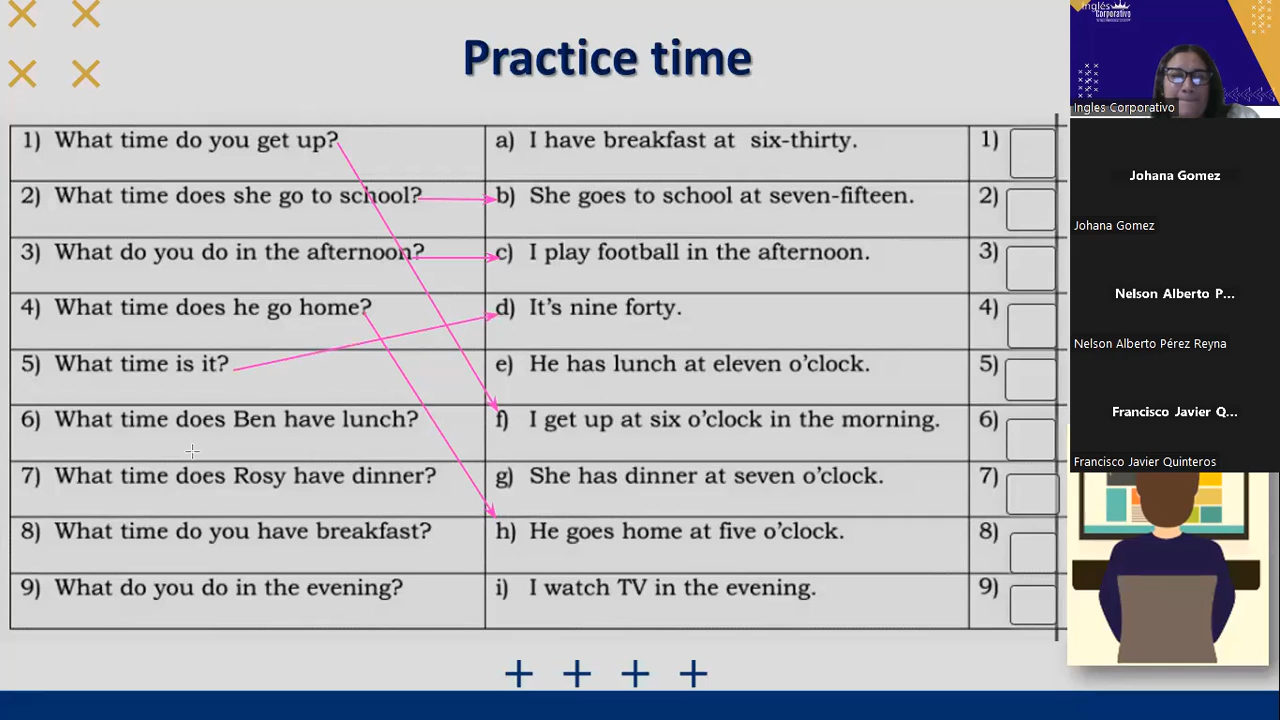 Practice time
1) What time do you get up? a) I have breakfast at six-thirty. 1)
2) What time does she go to school? b) She goes to school at seven-fifteen. 2)
3) What do you do in the afternoon? c) I play football in the afternoon. 3)
4) What time does he go home? d) It's nine forty. 4)
5) What time is it? e) He has lunch at eleven o'clock. 5)
6) What time does Ben have lunch? f) I get up at six o'clock in the morning. 6)
7) What time does Rosy have dinner? g) She has dinner at seven o'clock. 7)
8) What time do you have breakfast? h) He goes home at five o'clock. 8)
9) What do you do in the evening? i) I watch TV in the evening. 9)
Inglés
Corporativo
Ingles Corporativo
Johana Gomez
Johana Gomez
Nelson Alberto P...
Nelson Alberto Pérez Reyna
Francisco Javier Q...
Francisco Javier Quinteros